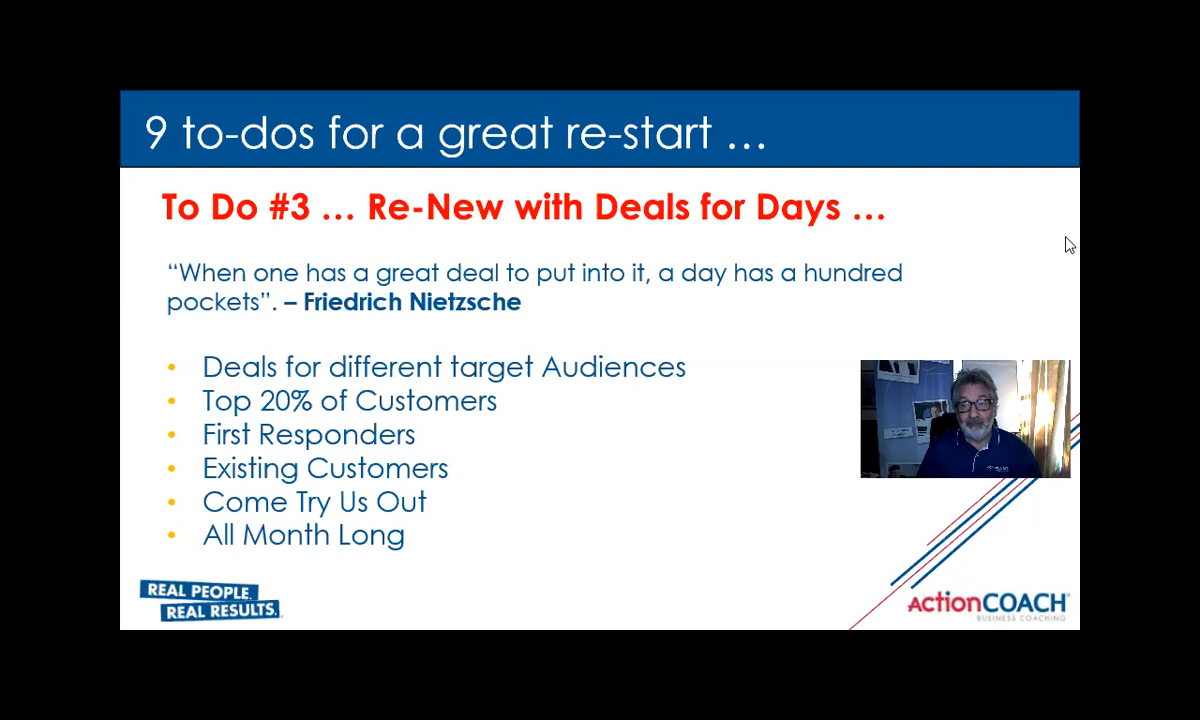 9 to-dos for a great re-start …
To Do #3 … Re-New with Deals for Days …
“When one has a great deal to put into it, a day has a hundred
pockets”. – Friedrich Nietzsche
• Deals for different target Audiences
• Top 20% of Customers
• First Responders
• Existing Customers
• Come Try Us Out
• All Month Long
REAL PEOPLE.
REAL RESULTS.
ActionCOACH®
BUSINESS COACHING